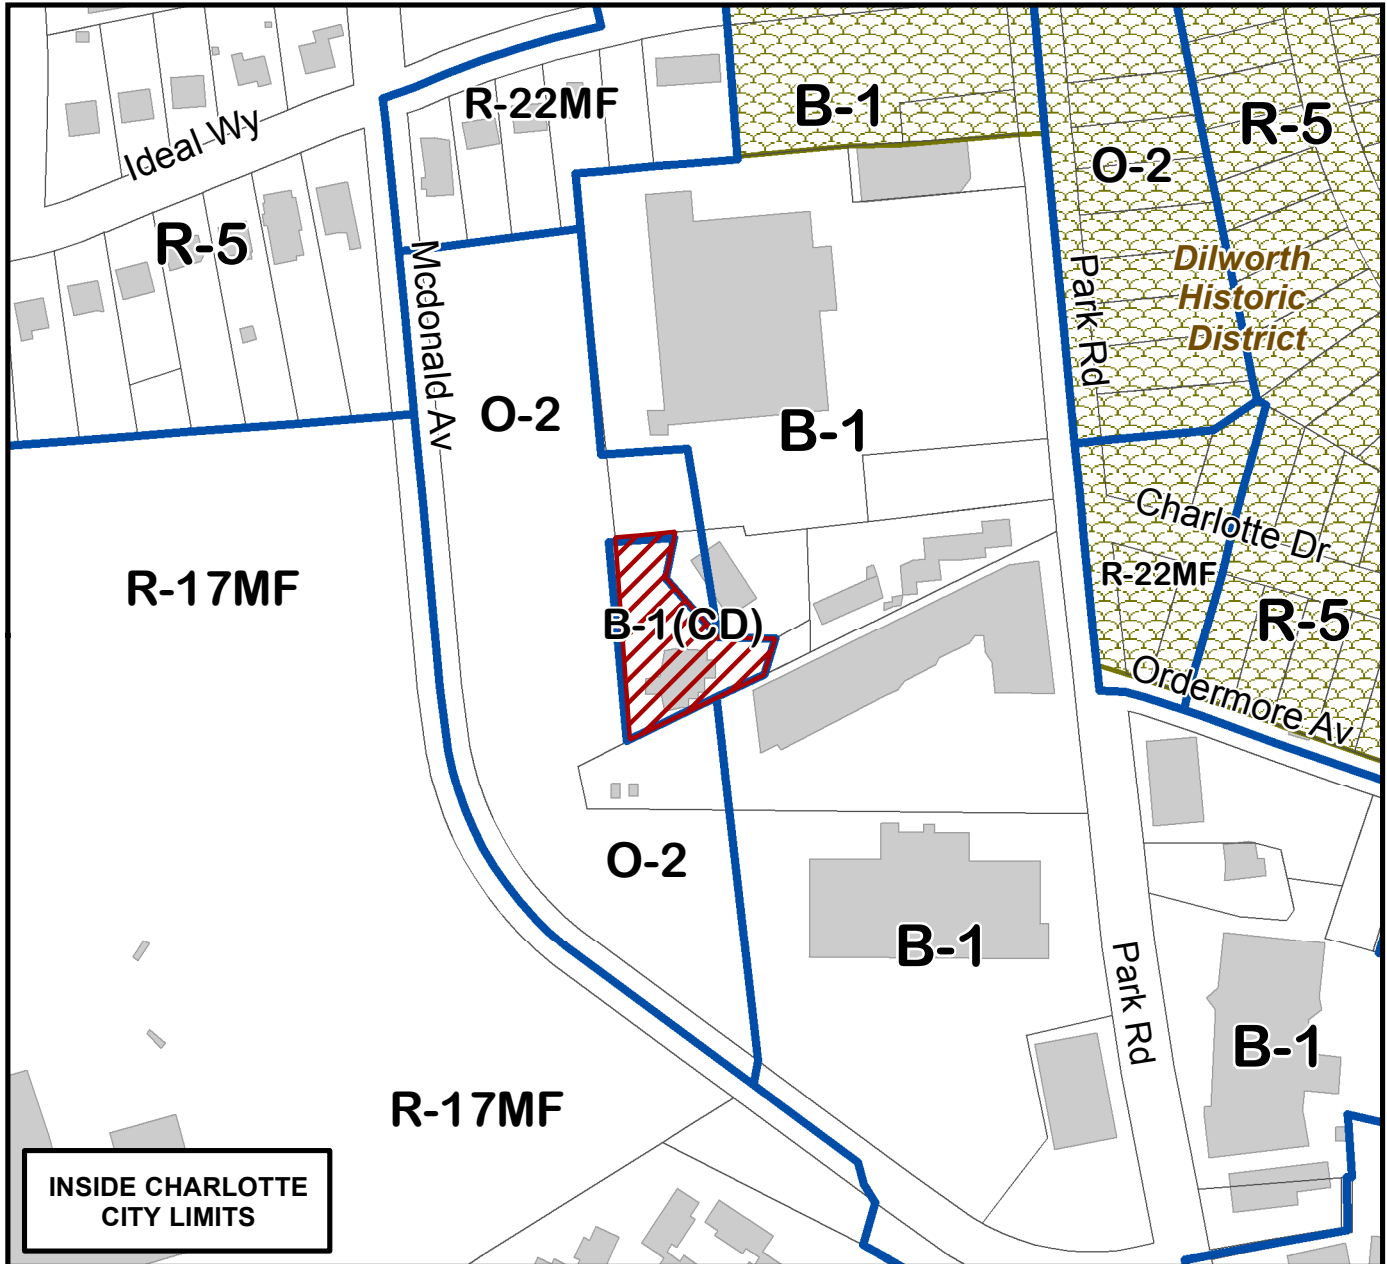 R-22MF
B-1
R-5
Ideal Wy
O-2
R-5
Mcdonald Av
Park Rd
Dilworth
Historic
District
O-2
B-1
Charlotte Dr
R-17MF
R-22MF
B-1(CD)
R-5
Ordermore Av
O-2
B-1
Park Rd
B-1
R-17MF
INSIDE CHARLOTTE
CITY LIMITS